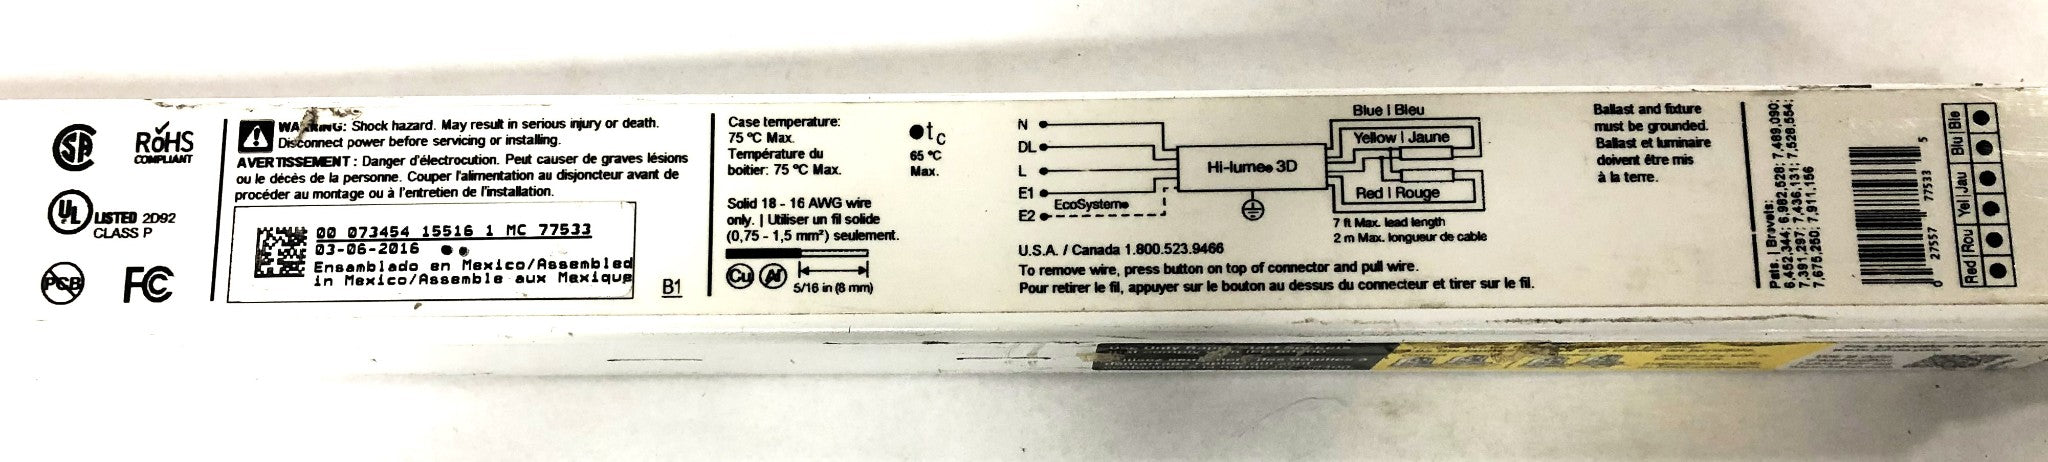 SA
RoHS
COMPLIANT
UL LISTED 2D92
CLASS P
PCB
FC
WARNING: Shock hazard. May result in serious injury or death.
Disconnect power before servicing or installing.
AVERTISSEMENT : Danger d'électrocution. Peut causer de graves lésions
ou le décès de la personne. Couper l'alimentation au disjoncteur avant de
procéder au montage ou à l'entretien de l'installation.
00 073454 15516 1 MC 77533
03-06-2016
Ensamblado en Mexico/Assembled
in Mexico/Assemble aux Mexique
B1
Case temperature:
75 °C Max.
Température du
boitier: 75 °C Max.
tc
65 °C
Max.
Solid 18 - 16 AWG wire
only. | Utiliser un fil solide
(0,75 - 1,5 mm²) seulement.
Cu Al
5/16 in (8 mm)
N
DL
L
E1
E2
EcoSystem®
Hi-lume® 3D
Blue | Bleu
Yellow | Jaune
Red | Rouge
7 ft Max. lead length
2 m Max. longueur de cable
U.S.A. / Canada 1.800.523.9466
To remove wire, press button on top of connector and pull wire.
Pour retirer le fil, appuyer sur le bouton au dessus du connecteur et tirer sur le fil.
Ballast and fixture
must be grounded.
Ballast et luminaire
doivent être mis
à la terre.
Pats. | Brevets:
6,452,344; 6,982,528; 7,489,090;
7,391,297; 7,436,131; 7,528,554;
7,675,250; 7,911,156
0 27557 77533 5
Red | Rou
Yel | Jau
Blu | Ble